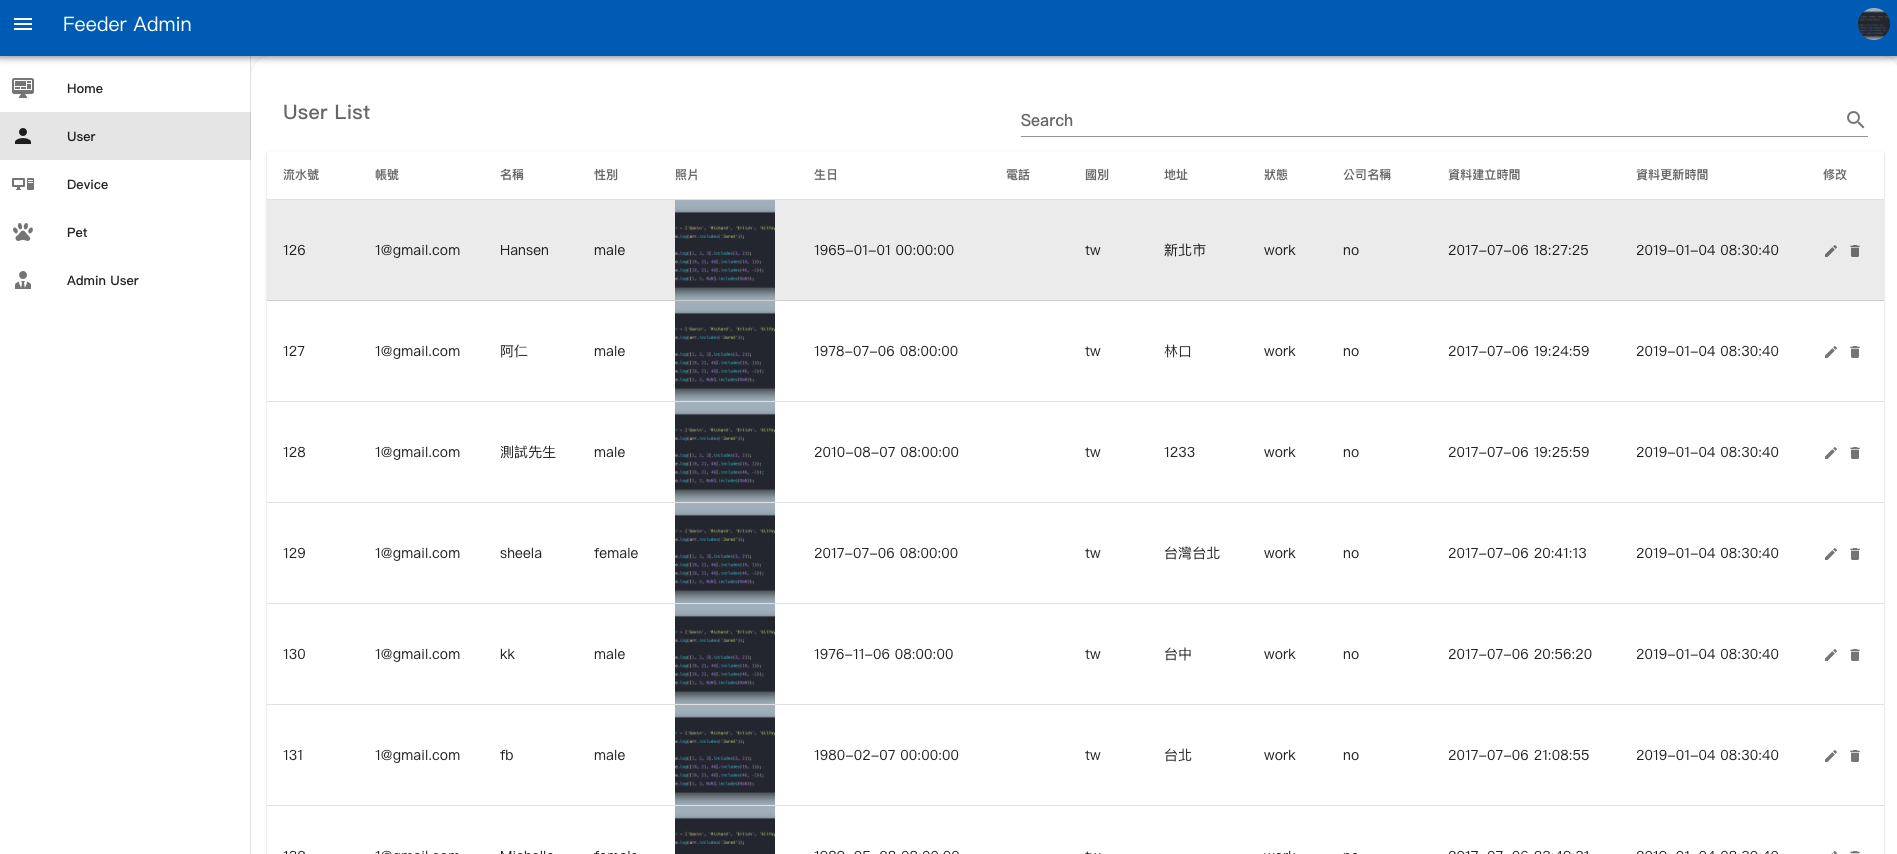 Feeder Admin
Home
User
Device
Pet
Admin User
User List
Search
流水號 帳號 名稱 性別 照片 生日 電話 國別 地址 狀態 公司名稱 資料建立時間 資料更新時間 修改
126 1@gmail.com Hansen male 1965-01-01 00:00:00 tw 新北市 work no 2017-07-06 18:27:25 2019-01-04 08:30:40
127 1@gmail.com 阿仁 male 1978-07-06 08:00:00 tw 林口 work no 2017-07-06 19:24:59 2019-01-04 08:30:40
128 1@gmail.com 測試先生 male 2010-08-07 08:00:00 tw 1233 work no 2017-07-06 19:25:59 2019-01-04 08:30:40
129 1@gmail.com sheela female 2017-07-06 08:00:00 tw 台灣台北 work no 2017-07-06 20:41:13 2019-01-04 08:30:40
130 1@gmail.com kk male 1976-11-06 08:00:00 tw 台中 work no 2017-07-06 20:56:20 2019-01-04 08:30:40
131 1@gmail.com fb male 1980-02-07 00:00:00 tw 台北 work no 2017-07-06 21:08:55 2019-01-04 08:30:40